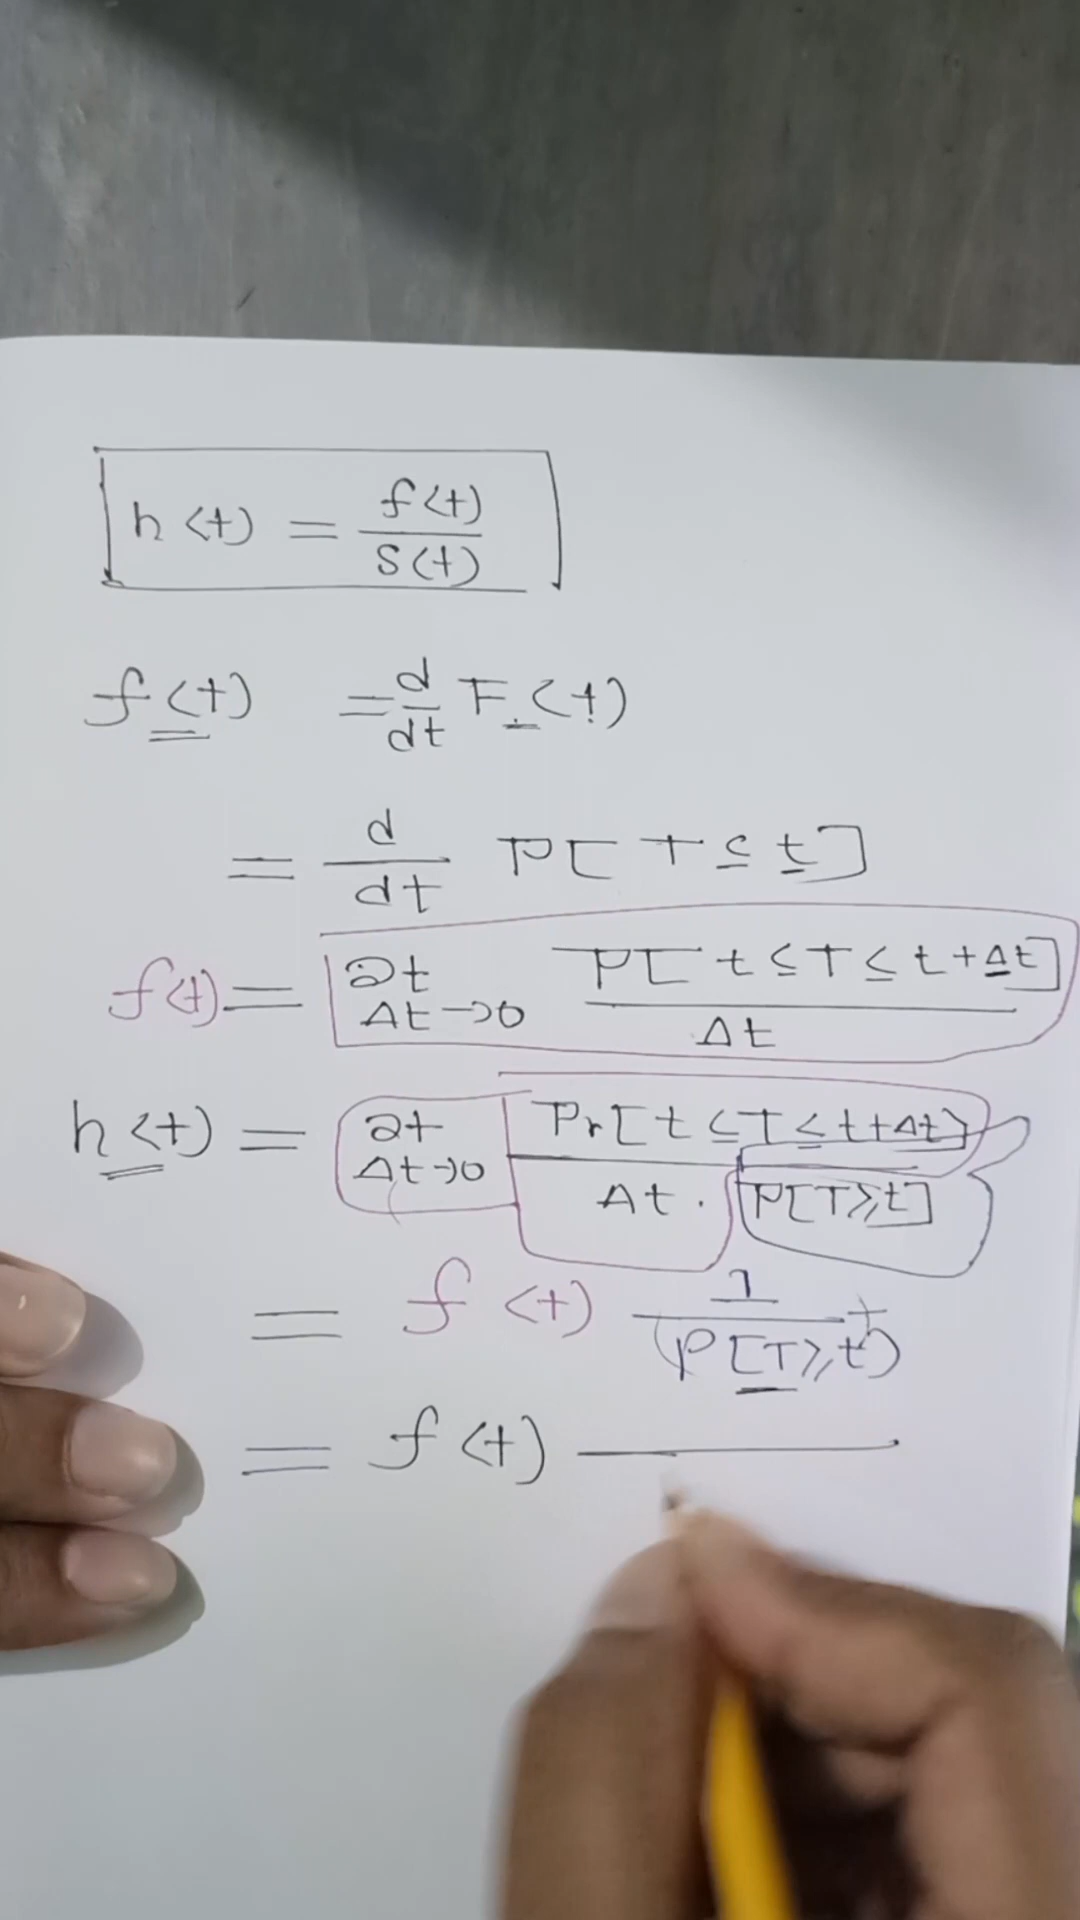 h(t) = f(t) / S(t)
f(t) = d/dt F(t)
= d/dt P[T ≤ t]
f(t) = lt Δt→0 P[t ≤ T ≤ t+Δt] / Δt
h(t) = lt Δt→0 Pr[t ≤ T ≤ t+Δt] / Δt . P[T ≥ t]
= f(t) 1 / (P[T ≥ t)
= f(t)